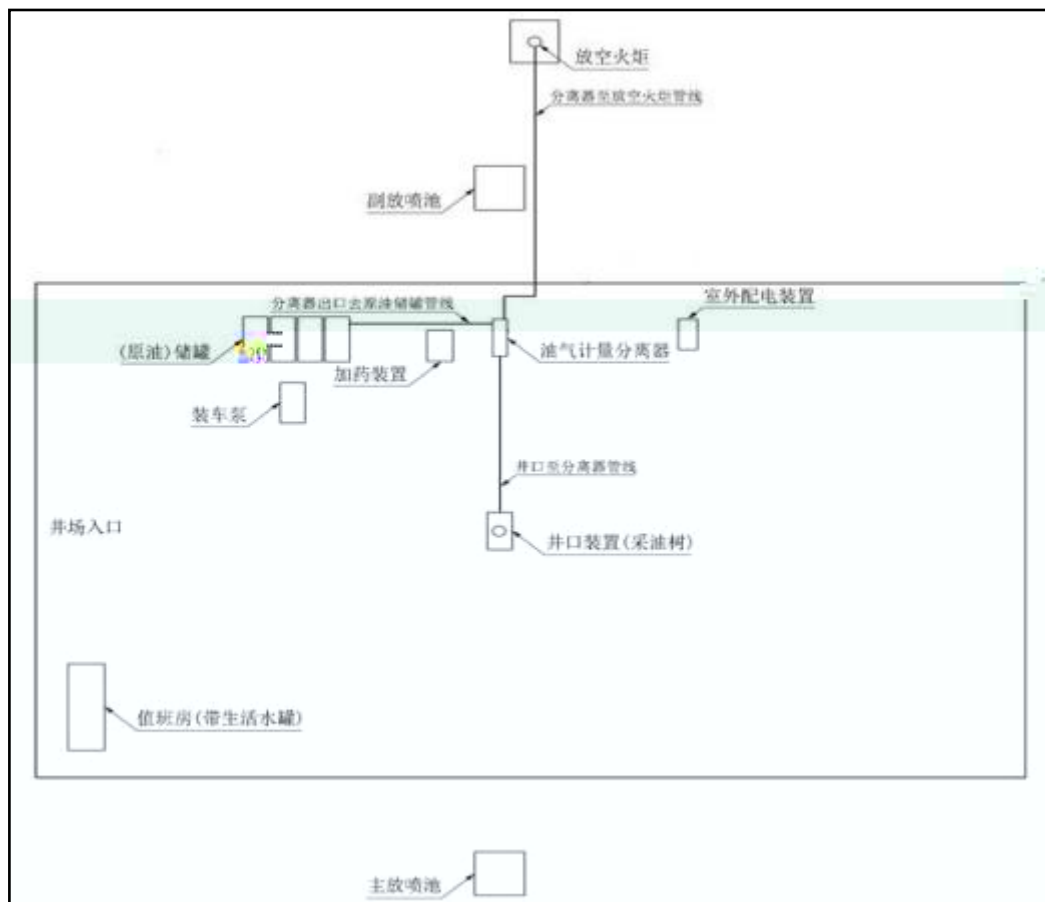 放空火炬
分离器至放空火炬管线
副放喷池
分离器出口去原油储罐管线
室外配电装置
(原油)储罐
加药装置
油气计量分离器
装车泵
井口至分离器管线
井场入口
井口装置(采油树)
值班房(带生活水罐)
主放喷池